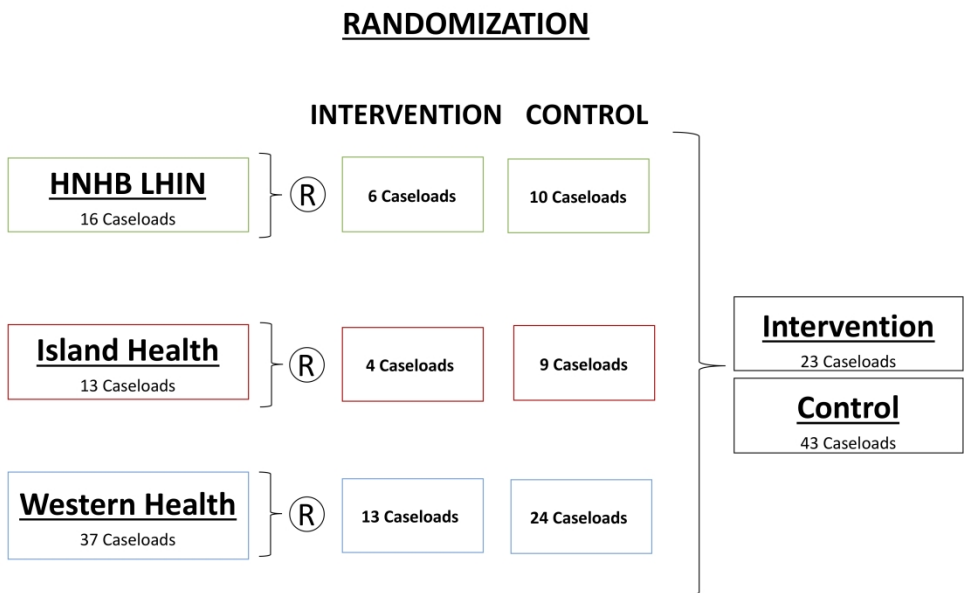 RANDOMIZATION
INTERVENTION CONTROL
HNHB LHIN
16 Caseloads
R
6 Caseloads
10 Caseloads
Island Health
13 Caseloads
R
4 Caseloads
9 Caseloads
Western Health
37 Caseloads
R
13 Caseloads
24 Caseloads
Intervention
23 Caseloads
Control
43 Caseloads